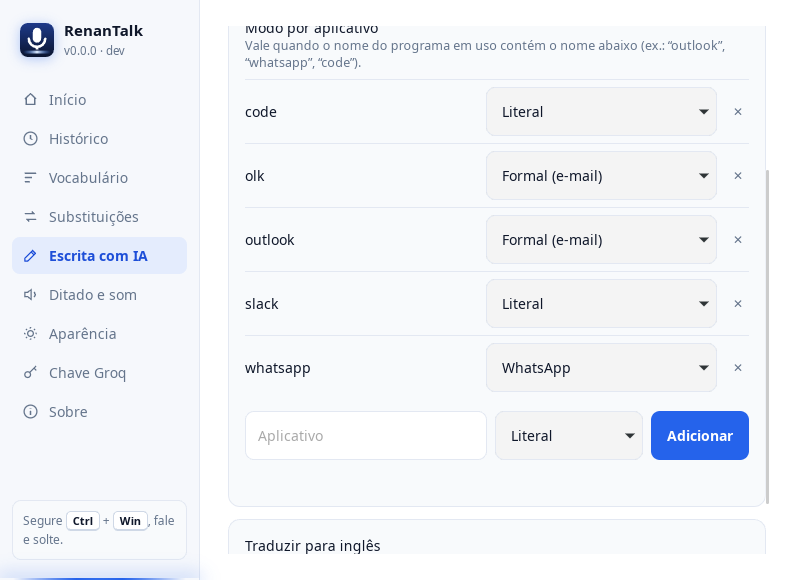 RenanTalk
v0.0.0 · dev
Início
Histórico
Vocabulário
Substituições
Escrita com IA
Ditado e som
Aparência
Chave Groq
Sobre
Segure Ctrl + Win, fale
e solte.
Modo por aplicativo
Vale quando o nome do programa em uso contém o nome abaixo (ex.: “outlook”,
“whatsapp”, “code”).
code Literal ×
olk Formal (e-mail) ×
outlook Formal (e-mail) ×
slack Literal ×
whatsapp WhatsApp ×
Aplicativo Literal Adicionar
Traduzir para inglês